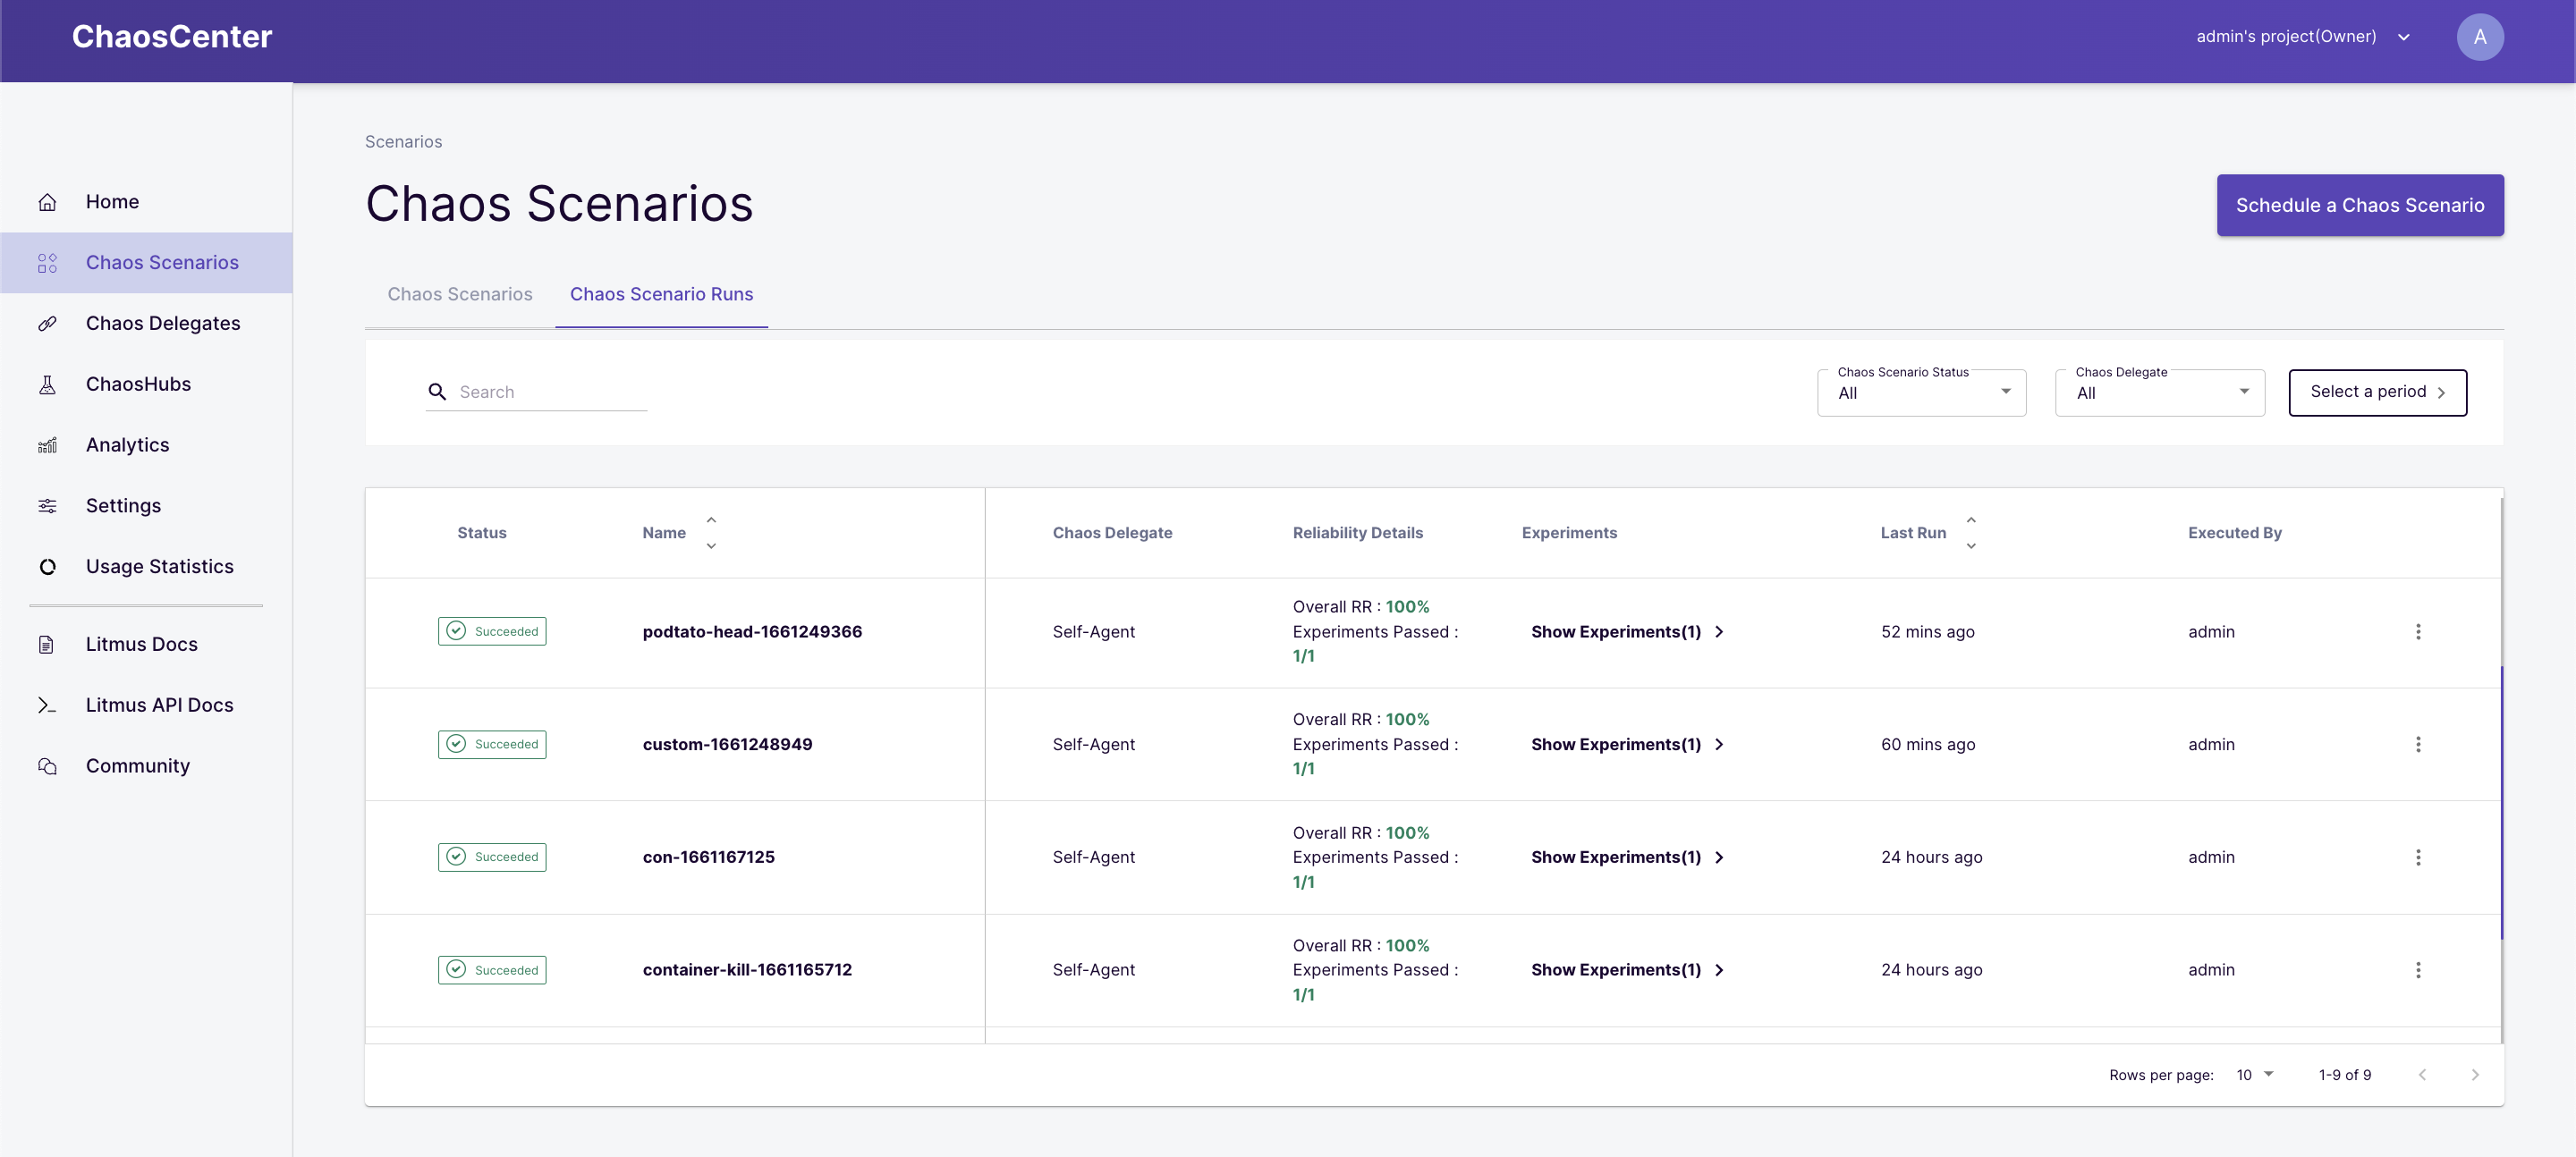 ChaosCenter
admin's project(Owner)
A
Home
Chaos Scenarios
Chaos Delegates
ChaosHubs
Analytics
Settings
Usage Statistics
Litmus Docs
Litmus API Docs
Community
Scenarios
Chaos Scenarios
Schedule a Chaos Scenario
Chaos Scenarios
Chaos Scenario Runs
Search
Chaos Scenario Status
All
Chaos Delegate
All
Select a period
Status
Name
Chaos Delegate
Reliability Details
Experiments
Last Run
Executed By
Succeeded
podtato-head-1661249366
Self-Agent
Overall RR : 100%
Experiments Passed :
1/1
Show Experiments(1)
52 mins ago
admin
Succeeded
custom-1661248949
Self-Agent
Overall RR : 100%
Experiments Passed :
1/1
Show Experiments(1)
60 mins ago
admin
Succeeded
con-1661167125
Self-Agent
Overall RR : 100%
Experiments Passed :
1/1
Show Experiments(1)
24 hours ago
admin
Succeeded
container-kill-1661165712
Self-Agent
Overall RR : 100%
Experiments Passed :
1/1
Show Experiments(1)
24 hours ago
admin
Rows per page: 10
1-9 of 9